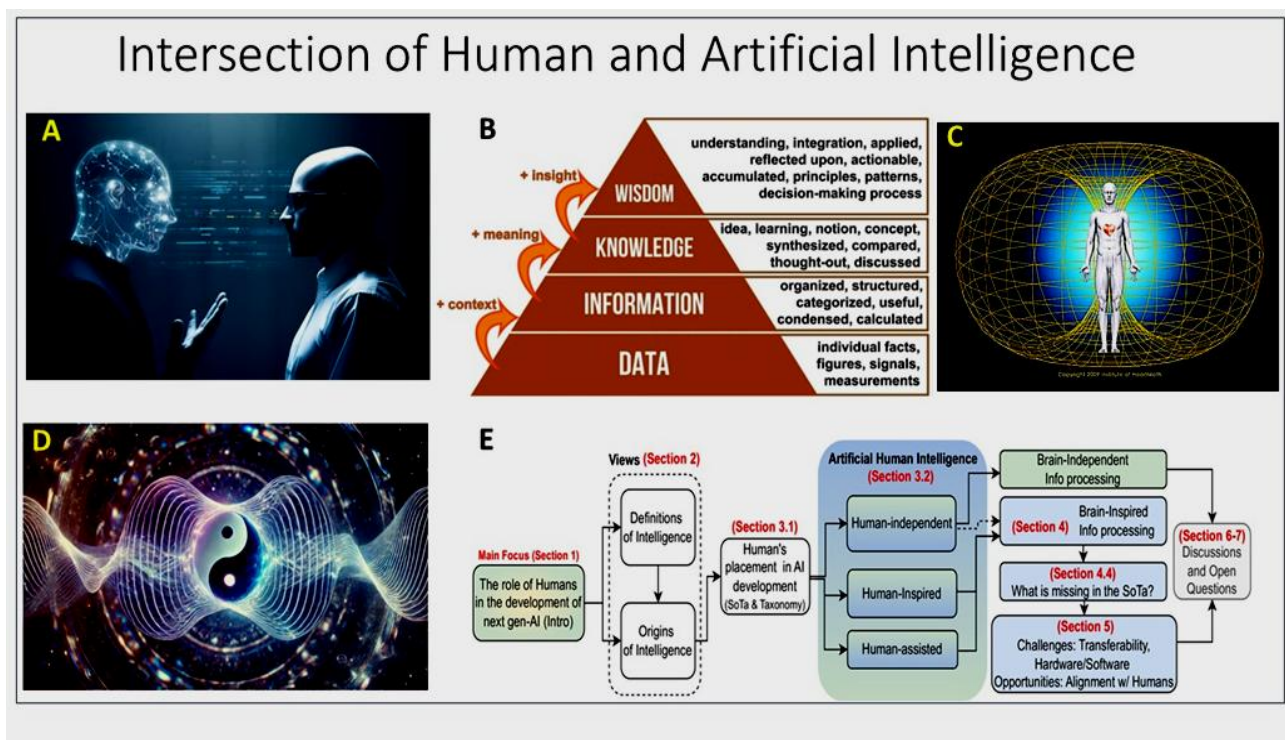 Intersection of Human and Artificial Intelligence
A
B
understanding, integration, applied,
reflected upon, actionable,
accumulated, principles, patterns,
decision-making process
+ insight
WISDOM
+ meaning
KNOWLEDGE
idea, learning, notion, concept,
synthesized, compared,
thought-out, discussed
+ context
INFORMATION
organized, structured,
categorized, useful,
condensed, calculated
DATA
individual facts,
figures, signals,
measurements
C
Copyright 2009 Institute of HeartMath
D
E
Views (Section 2)
Definitions
of Intelligence
Origins
of Intelligence
Main Focus (Section 1)
The role of Humans
in the development of
next gen-AI (Intro)
(Section 3.1)
Human's
placement in AI
development
(SoTa & Taxonomy)
Artificial Human Intelligence
(Section 3.2)
Human-independent
Human-Inspired
Human-assisted
Brain-Independent
Info processing
(Section 4)
Brain-Inspired
Info processing
(Section 4.4)
What is missing in the SoTa?
(Section 5)
Challenges: Transferability,
Hardware/Software
Opportunities: Alignment w/ Humans
(Section 6-7)
Discussions
and Open
Questions